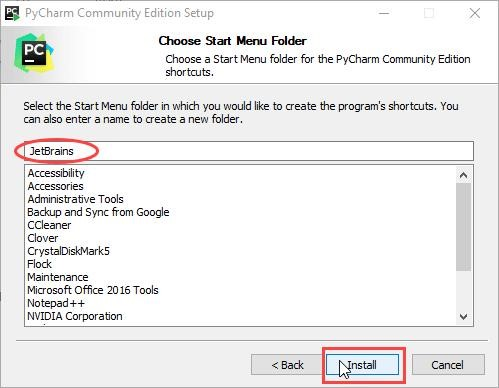 PyCharm Community Edition Setup
PC
Choose Start Menu Folder
Choose a Start Menu folder for the PyCharm Community Edition
shortcuts.
Select the Start Menu folder in which you would like to create the program's shortcuts. You
can also enter a name to create a new folder.
JetBrains
Accessibility
Accessories
Administrative Tools
Backup and Sync from Google
CCleaner
Clover
CrystalDiskMark5
Flock
Maintenance
Microsoft Office 2016 Tools
Notepad++
NVIDIA Corporation
< Back
Install
Cancel